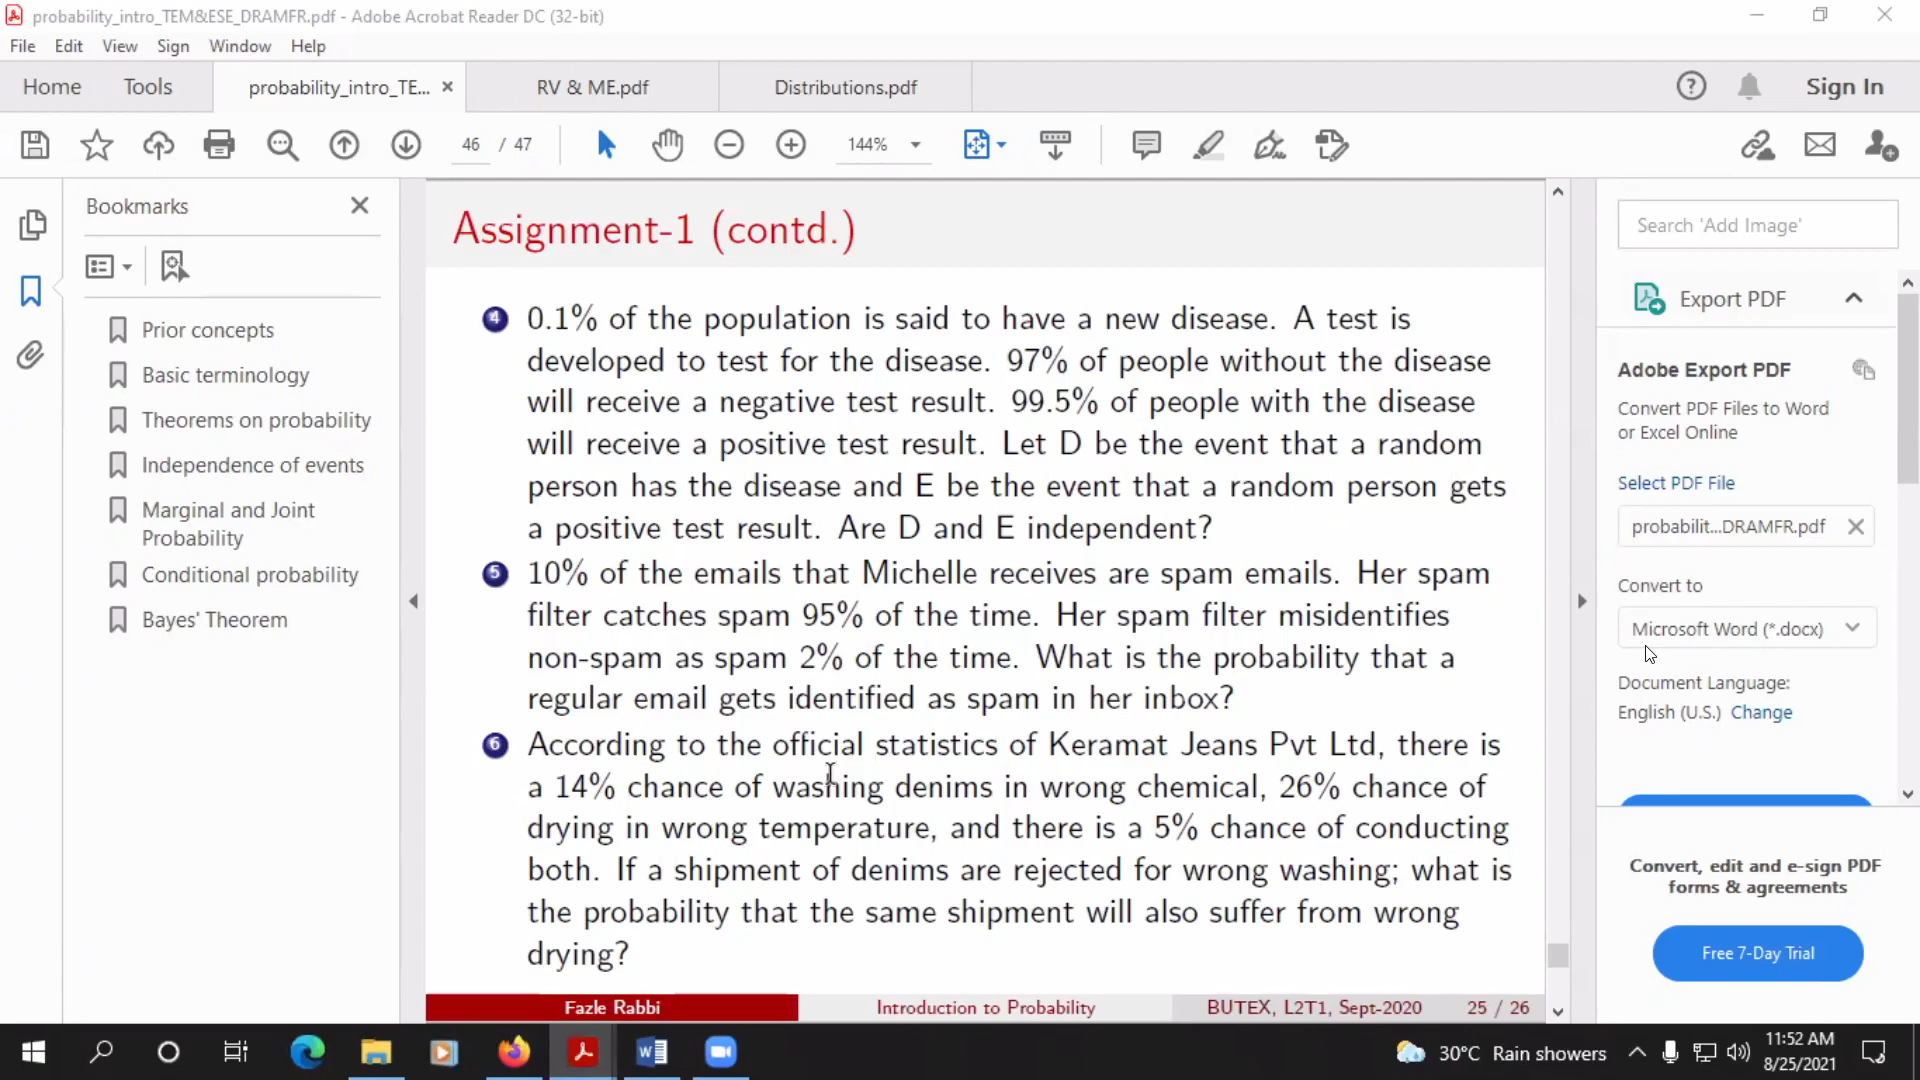 probability_intro_TEM&ESE_DRAMFR.pdf - Adobe Acrobat Reader DC (32-bit)
File Edit View Sign Window Help
Home Tools probability_intro_TE... RV & ME.pdf Distributions.pdf Sign In
46 / 47 144%
Bookmarks
Prior concepts
Basic terminology
Theorems on probability
Independence of events
Marginal and Joint
Probability
Conditional probability
Bayes' Theorem
Assignment-1 (contd.)
4 0.1% of the population is said to have a new disease. A test is
developed to test for the disease. 97% of people without the disease
will receive a negative test result. 99.5% of people with the disease
will receive a positive test result. Let D be the event that a random
person has the disease and E be the event that a random person gets
a positive test result. Are D and E independent?
5 10% of the emails that Michelle receives are spam emails. Her spam
filter catches spam 95% of the time. Her spam filter misidentifies
non-spam as spam 2% of the time. What is the probability that a
regular email gets identified as spam in her inbox?
6 According to the official statistics of Keramat Jeans Pvt Ltd, there is
a 14% chance of washing denims in wrong chemical, 26% chance of
drying in wrong temperature, and there is a 5% chance of conducting
both. If a shipment of denims are rejected for wrong washing; what is
the probability that the same shipment will also suffer from wrong
drying?
Fazle Rabbi Introduction to Probability BUTEX, L2T1, Sept-2020 25 / 26
Search 'Add Image'
Export PDF
Adobe Export PDF
Convert PDF Files to Word
or Excel Online
Select PDF File
probabilit...DRAMFR.pdf
Convert to
Microsoft Word (*.docx)
Document Language:
English (U.S.) Change
Convert, edit and e-sign PDF
forms & agreements
Free 7-Day Trial
30°C Rain showers
11:52 AM
8/25/2021